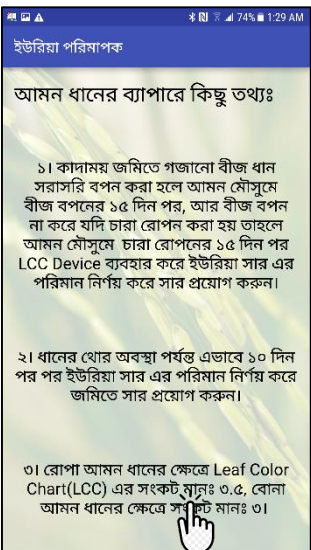 74% 1:29 AM
ইউরিয়া পরিমাপক
আমন ধানের ব্যাপারে কিছু তথ্যঃ
১। কাদাময় জমিতে গজানো বীজ ধান
সরাসরি বপন করা হলে আমন মৌসুমে
বীজ বপনের ১৫ দিন পর, আর বীজ বপন
না করে যদি চারা রোপন করা হয় তাহলে
আমন মৌসুমে চারা রোপনের ১৫ দিন পর
LCC Device ব্যবহার করে ইউরিয়া সার এর
পরিমান নির্ণয় করে সার প্রয়োগ করুন।
২। ধানের থোর অবস্থা পর্যন্ত এভাবে ১০ দিন
পর পর ইউরিয়া সার এর পরিমান নির্ণয় করে
জমিতে সার প্রয়োগ করুন।
৩। রোপা আমন ধানের ক্ষেত্রে Leaf Color
Chart(LCC) এর সংকট মানঃ ৩.৫, বোনা
আমন ধানের ক্ষেত্রে সংকট মানঃ ৩।